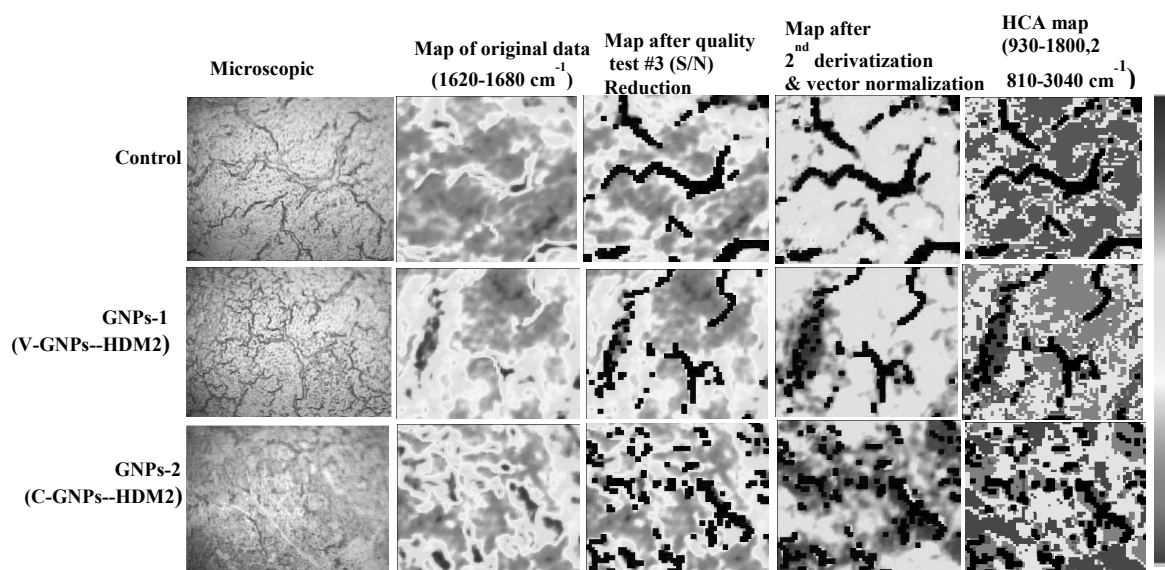 Microscopic
Map of original data
(1620-1680 cm⁻¹)
Map after quality
test #3 (S/N)
Reduction
Map after
2ⁿᵈ derivatization
& vector normalization
HCA map
(930-1800,2
810-3040 cm⁻¹)
Control
GNPs-1
(V-GNPs--HDM2)
GNPs-2
(C-GNPs--HDM2)